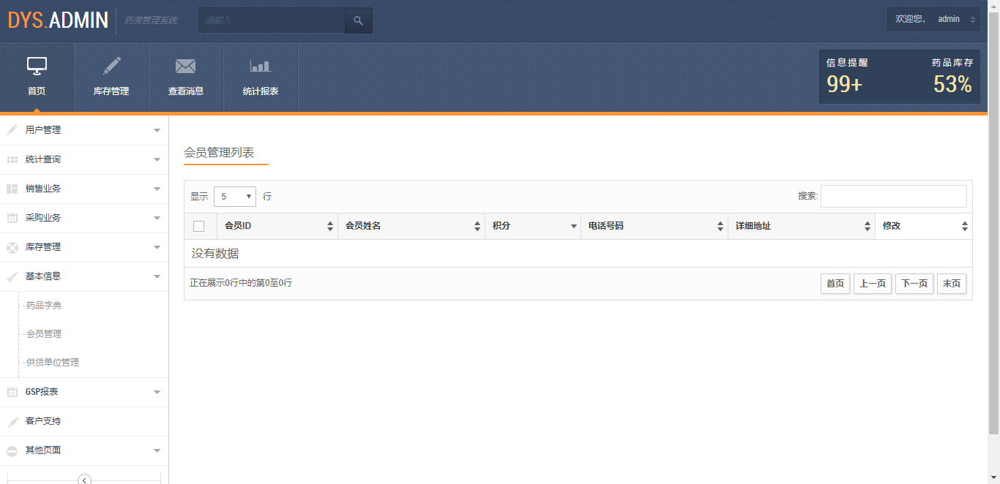 DYS.ADMIN 药房管理系统 请输入 欢迎您, admin
首页 库存管理 查看消息 统计报表
信息提醒 药品库存
99+ 53%
用户管理
统计查询
销售业务
采购业务
库存管理
基本信息
药品字典
会员管理
供货单位管理
GSP报表
客户支持
其他页面
会员管理列表
显示 5 行 搜索:
会员ID 会员姓名 积分 电话号码 详细地址 修改
没有数据
正在展示0行中的第0至0行 首页 上一页 下一页 末页